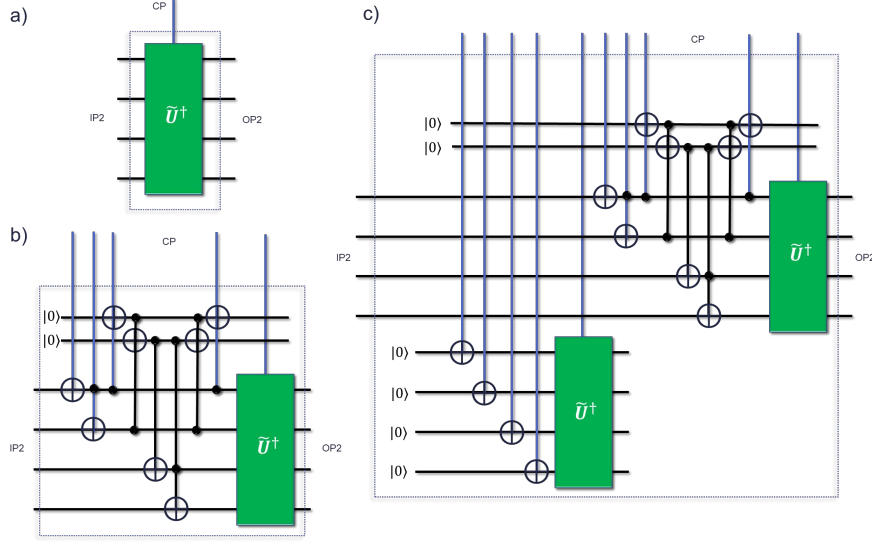 a)
CP
IP2
Ũ†
OP2
b)
CP
|0⟩
|0⟩
IP2
Ũ†
OP2
c)
CP
|0⟩
|0⟩
IP2
Ũ†
OP2
|0⟩
|0⟩
Ũ†
|0⟩
|0⟩